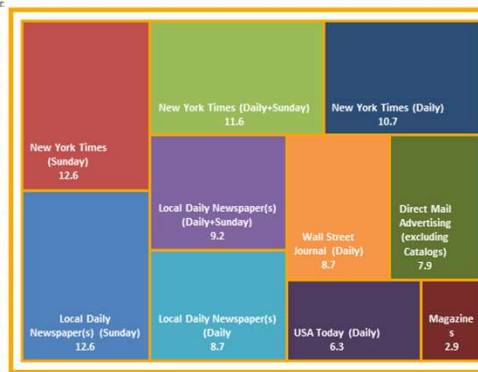 New York Times (Daily+Sunday)
11.6
New York Times (Daily)
10.7
New York Times
(Sunday)
12.6
Local Daily Newspaper(s)
(Daily+Sunday)
9.2
Wall Street
Journal (Daily)
8.7
Direct Mail
Advertising
(excluding
Catalogs)
7.9
Local Daily
Newspaper(s) (Sunday)
12.6
Local Daily Newspaper(s)
(Daily
8.7
USA Today (Daily)
6.3
Magazine
s
2.9